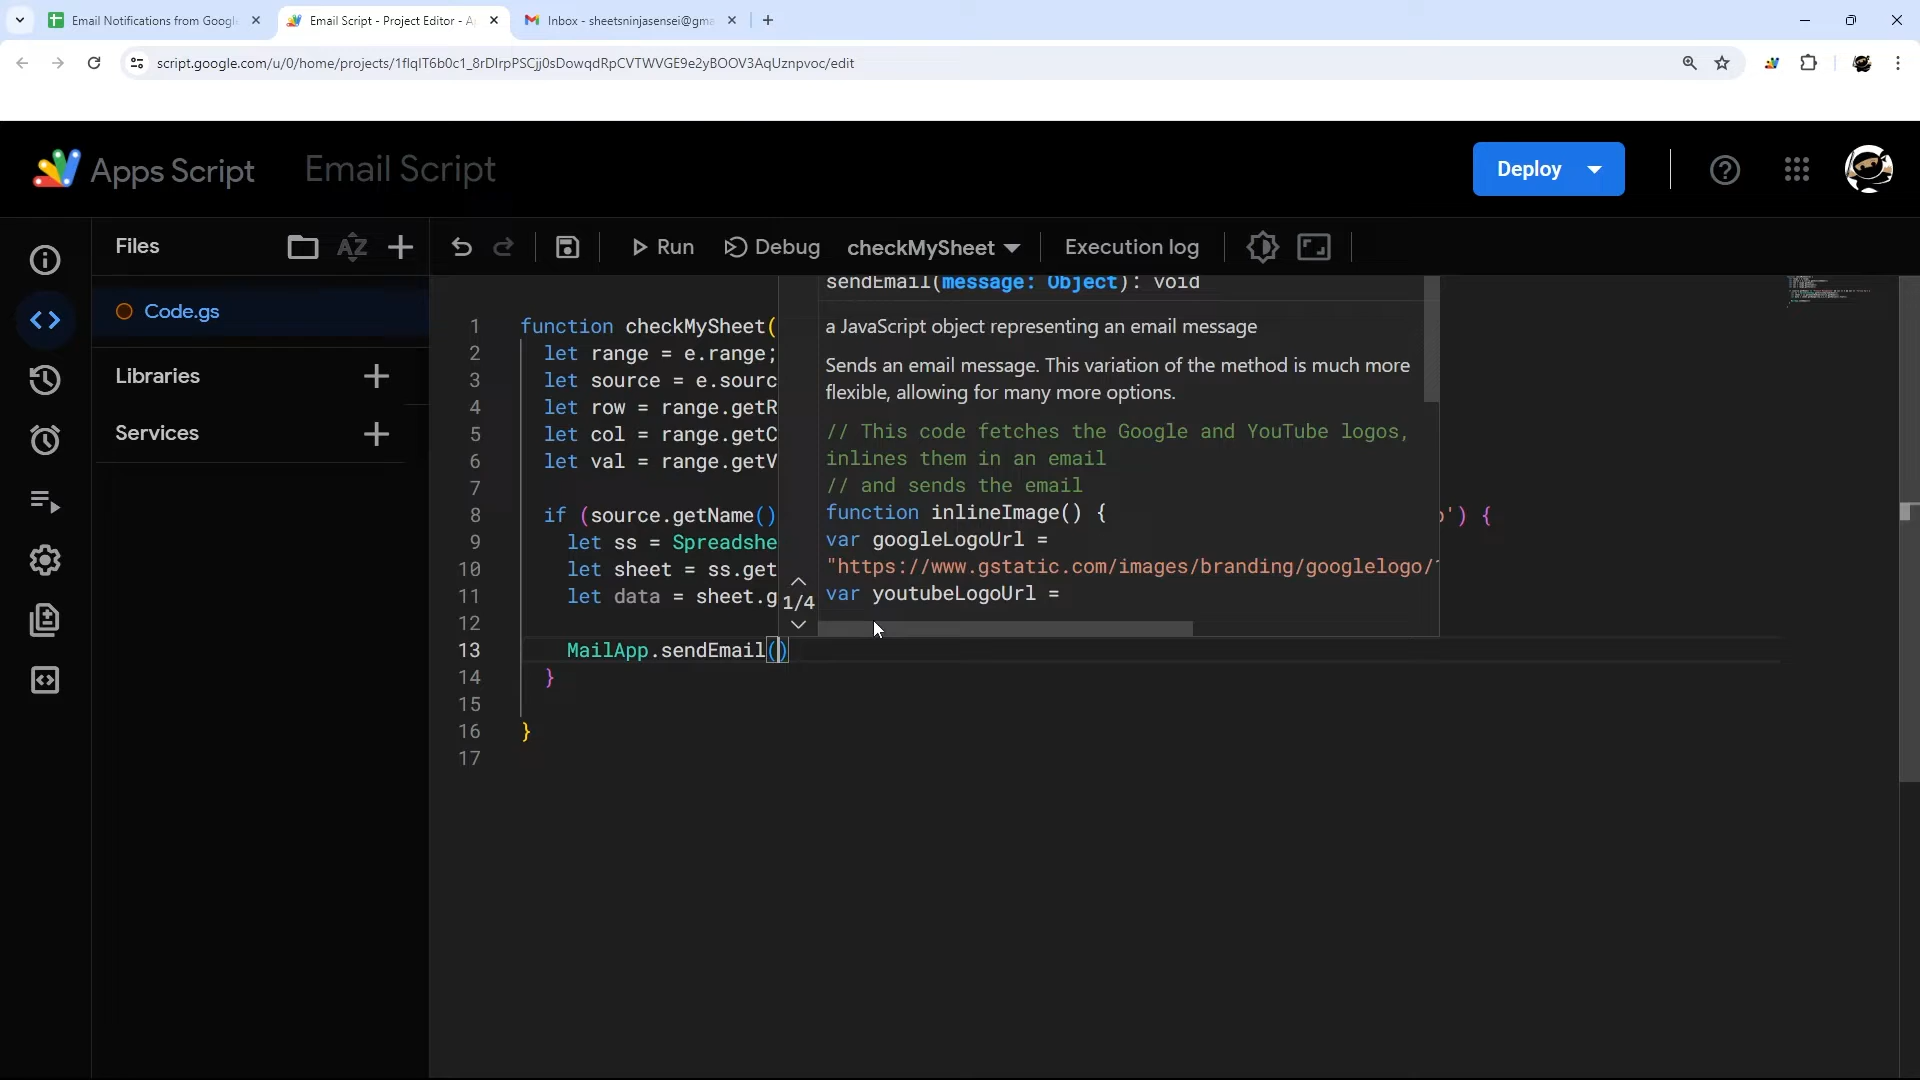 Email Notifications from Googl
Email Script - Project Editor - A
Inbox - sheetsninjasensei@gma
script.google.com/u/0/home/projects/1flqIT6b0c1_8rDIrpPSCjj0sDowqdRpCVTWVGE9e2yBOOV3AqUznpvoc/edit
Apps Script
Email Script
Deploy
Files
AZ
Run
Debug
checkMySheet
Execution log
Code.gs
Libraries
Services
sendEmail(message: Object): void
a JavaScript object representing an email message
Sends an email message. This variation of the method is much more
flexible, allowing for many more options.
// This code fetches the Google and YouTube logos,
inlines them in an email
// and sends the email
function inlineImage() {
var googleLogoUrl =
"https://www.gstatic.com/images/branding/googlelogo/
var youtubeLogoUrl =
1/4
1 function checkMySheet(
2 let range = e.range;
3 let source = e.sourc
4 let row = range.getR
5 let col = range.getC
6 let val = range.getV
7
8 if (source.getName() ') {
9 let ss = Spreadshe
10 let sheet = ss.get
11 let data = sheet.g
12
13 MailApp.sendEmail()
14 }
15
16 }
17